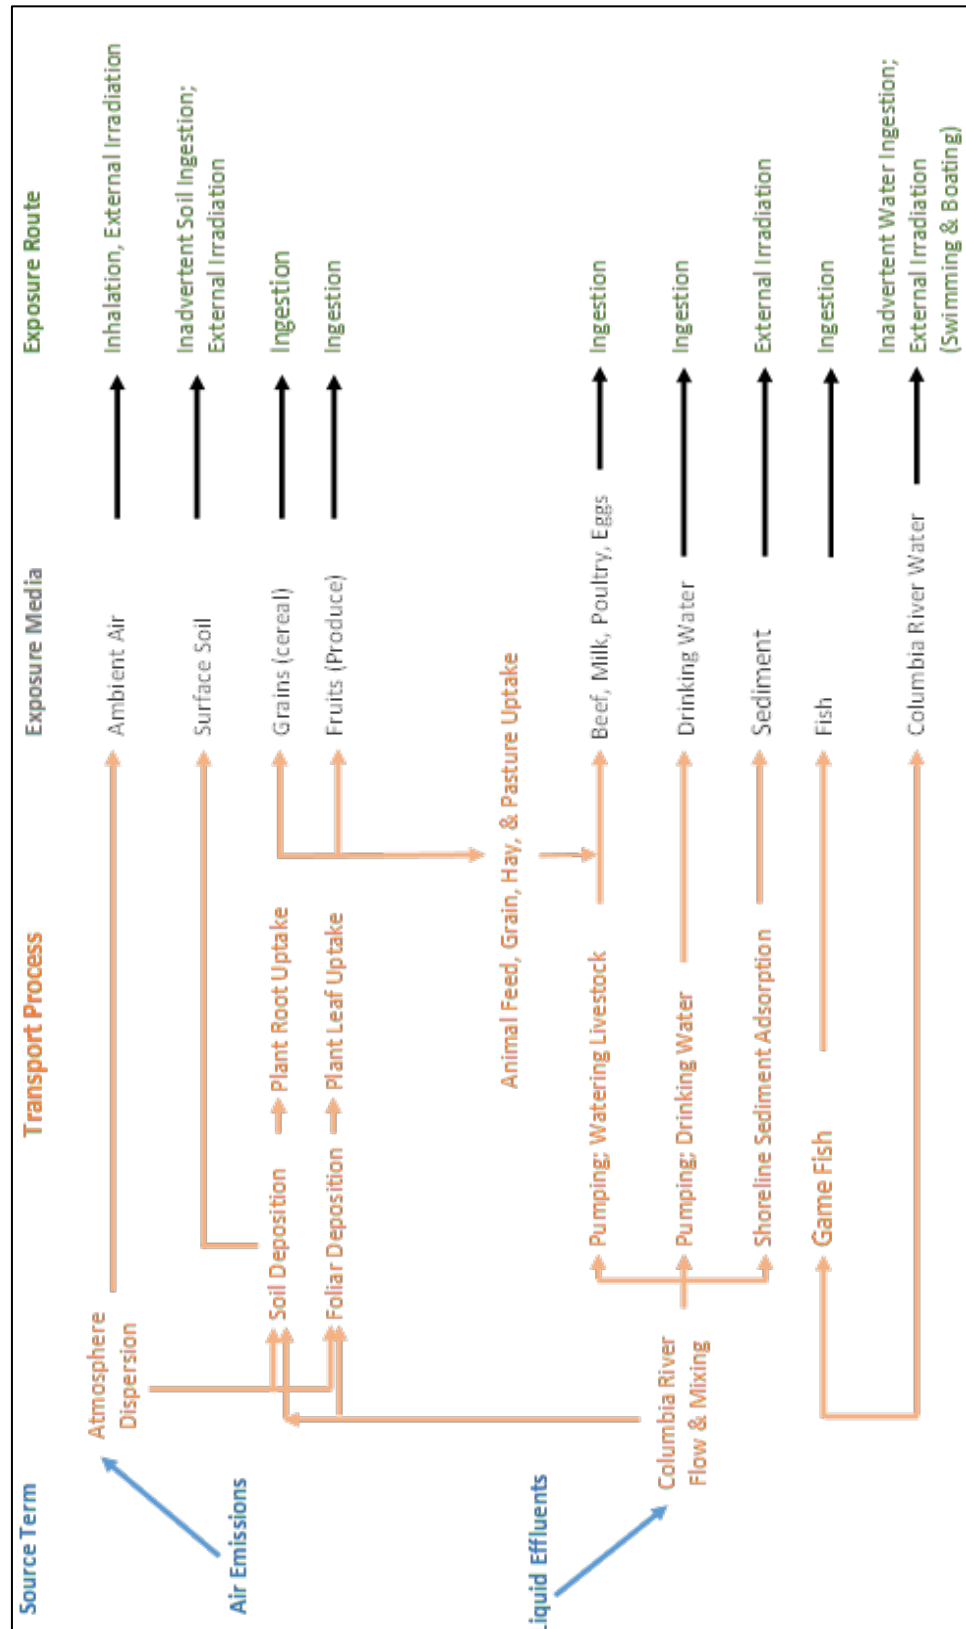 Source Term
Transport Process
Exposure Media
Exposure Route
Air Emissions
Atmosphere
Dispersion
Ambient Air
Inhalation, External Irradiation
Surface Soil
Inadvertent Soil Ingestion;
External Irradiation
Soil Deposition
Plant Root Uptake
Grains (cereal)
Ingestion
Foliar Deposition
Plant Leaf Uptake
Fruits (Produce)
Ingestion
Animal Feed, Grain, Hay, & Pasture Uptake
Liquid Effluents
Columbia River
Flow & Mixing
Pumping; Watering Livestock
Beef, Milk, Poultry, Eggs
Ingestion
Pumping; Drinking Water
Drinking Water
Ingestion
Shoreline Sediment Adsorption
Sediment
External Irradiation
Game Fish
Fish
Ingestion
Columbia River Water
Inadvertent Water Ingestion;
External Irradiation
(Swimming & Boating)